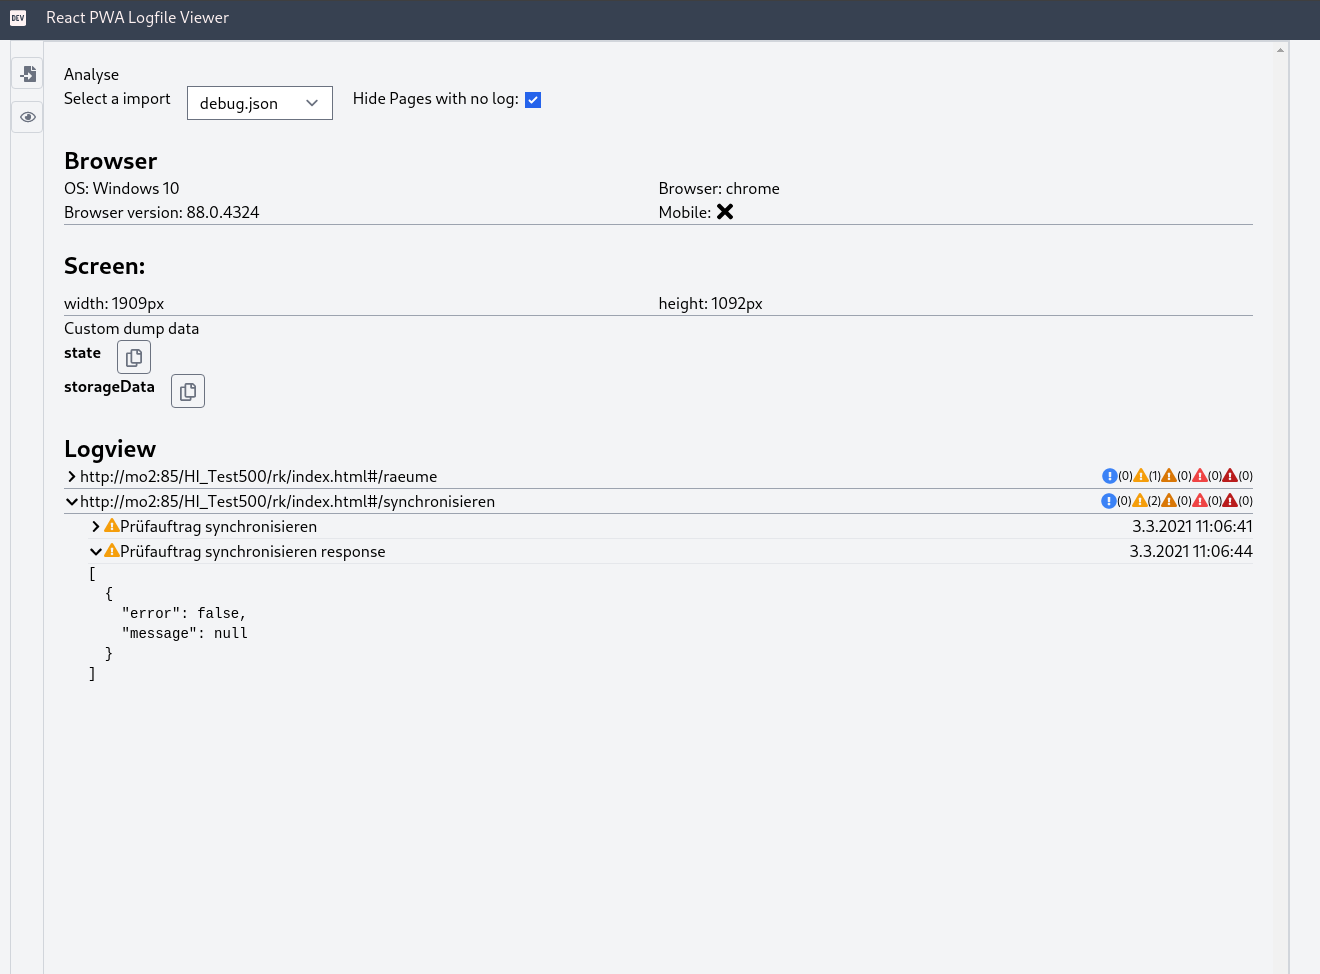 DEV React PWA Logfile Viewer
Analyse
Select a import debug.json Hide Pages with no log:
Browser
OS: Windows 10 Browser: chrome
Browser version: 88.0.4324 Mobile:
Screen:
width: 1909px height: 1092px
Custom dump data
state
storageData
Logview
http://mo2:85/HI_Test500/rk/index.html#/raeume (0) (1) (0) (0) (0)
http://mo2:85/HI_Test500/rk/index.html#/synchronisieren (0) (2) (0) (0) (0)
Prüfauftrag synchronisieren 3.3.2021 11:06:41
Prüfauftrag synchronisieren response 3.3.2021 11:06:44
[
{
"error": false,
"message": null
}
]